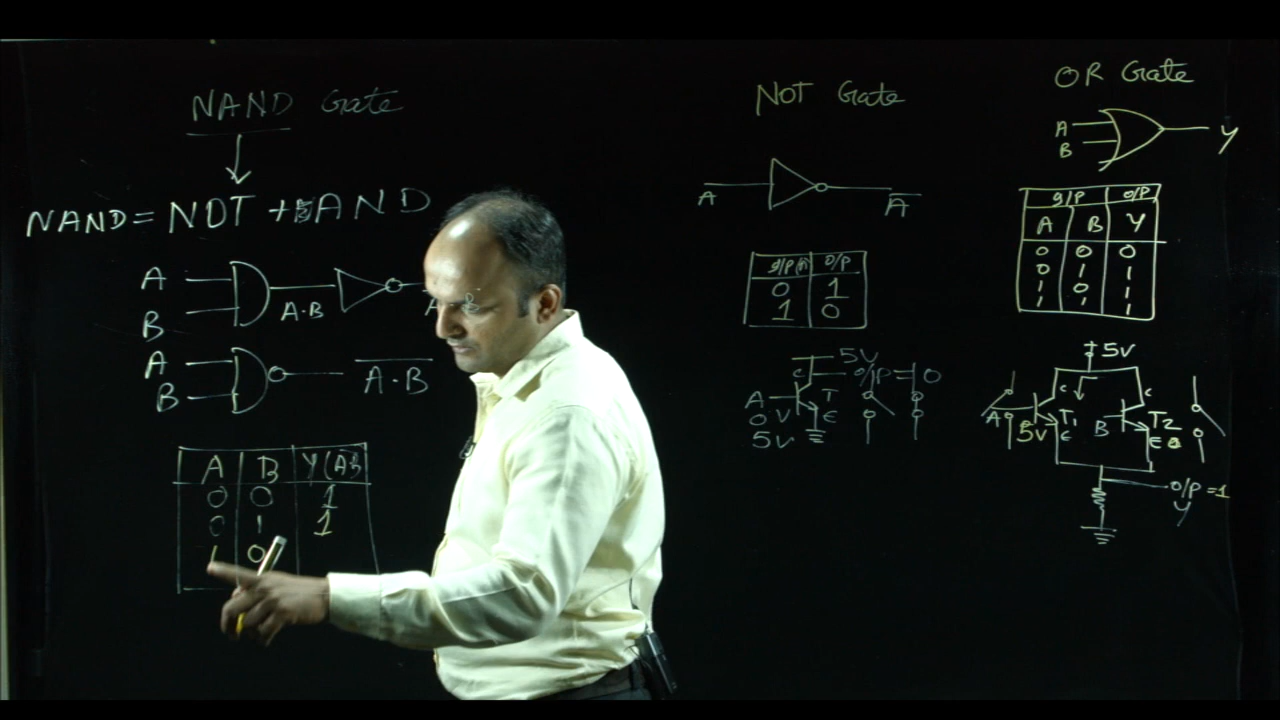 NAND Gate
NAND = NOT + AND
A
B
A·B
A
B
A·B
A B Y(A·B
0 0 1
0 1 1
1 0
NOT Gate
A A
I/P(A) O/P
0 1
1 0
5V
C O/P=0
A T
0V E
5V
OR Gate
A
B
Y
I/P O/P
A B Y
0 0 0
0 1 1
1 0 1
1 1 1
5V
C C
A T1 B T2
5V E E
O/P=1
Y